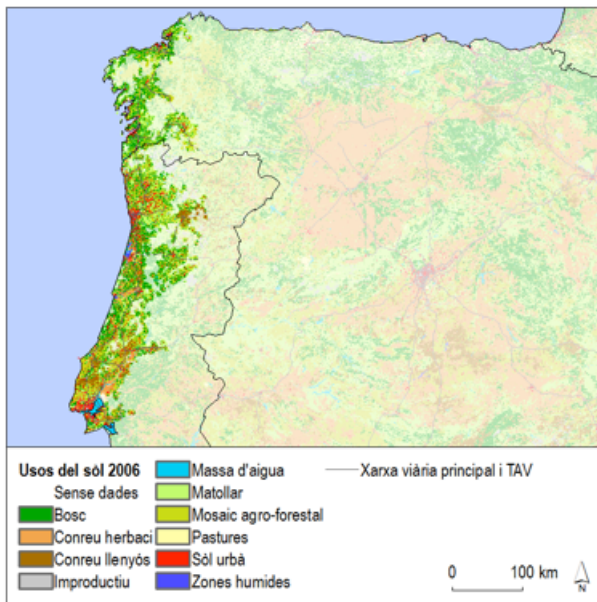 Usos del sòl 2006
Sense dades
Bosc
Conreu herbaci
Conreu llenyós
Improductiu
Massa d'aigua
Matollar
Mosaic agro-forestal
Pastures
Sòl urbà
Zones humides
Xarxa viària principal i TAV
0 100 km
N